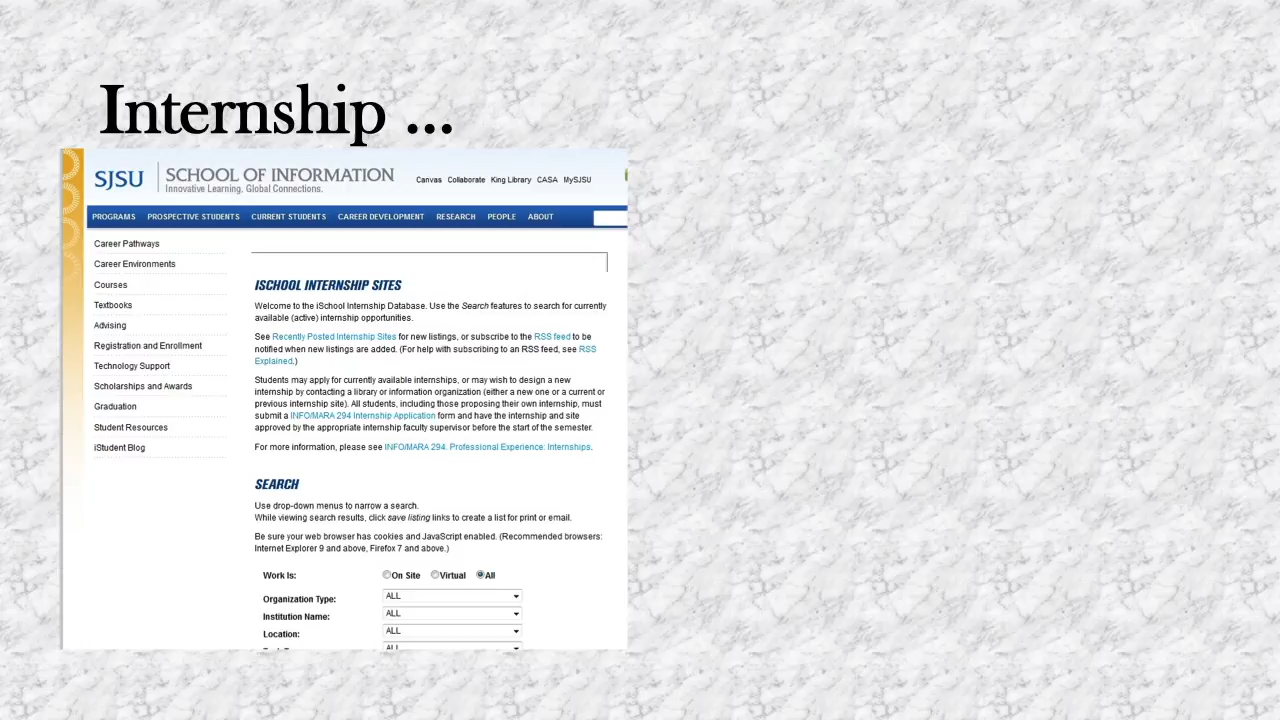 Internship ...
SJSU SCHOOL OF INFORMATION
Innovative Learning. Global Connections.
Canvas Collaborate King Library CASA MySJSU
PROGRAMS PROSPECTIVE STUDENTS CURRENT STUDENTS CAREER DEVELOPMENT RESEARCH PEOPLE ABOUT
Career Pathways
Career Environments
Courses
Textbooks
Advising
Registration and Enrollment
Technology Support
Scholarships and Awards
Graduation
Student Resources
iStudent Blog
ISCHOOL INTERNSHIP SITES
Welcome to the iSchool Internship Database. Use the Search features to search for currently
available (active) internship opportunities.
See Recently Posted Internship Sites for new listings, or subscribe to the RSS feed to be
notified when new listings are added. (For help with subscribing to an RSS feed, see RSS
Explained.)
Students may apply for currently available internships, or may wish to design a new
internship by contacting a library or information organization (either a new one or a current or
previous internship site). All students, including those proposing their own internship, must
submit a INFO/MARA 294 Internship Application form and have the internship and site
approved by the appropriate internship faculty supervisor before the start of the semester.
For more information, please see INFO/MARA 294. Professional Experience: Internships.
SEARCH
Use drop-down menus to narrow a search.
While viewing search results, click save listing links to create a list for print or email.
Be sure your web browser has cookies and JavaScript enabled. (Recommended browsers:
Internet Explorer 9 and above, Firefox 7 and above.)
Work Is: On Site Virtual All
Organization Type: ALL
Institution Name: ALL
Location: ALL